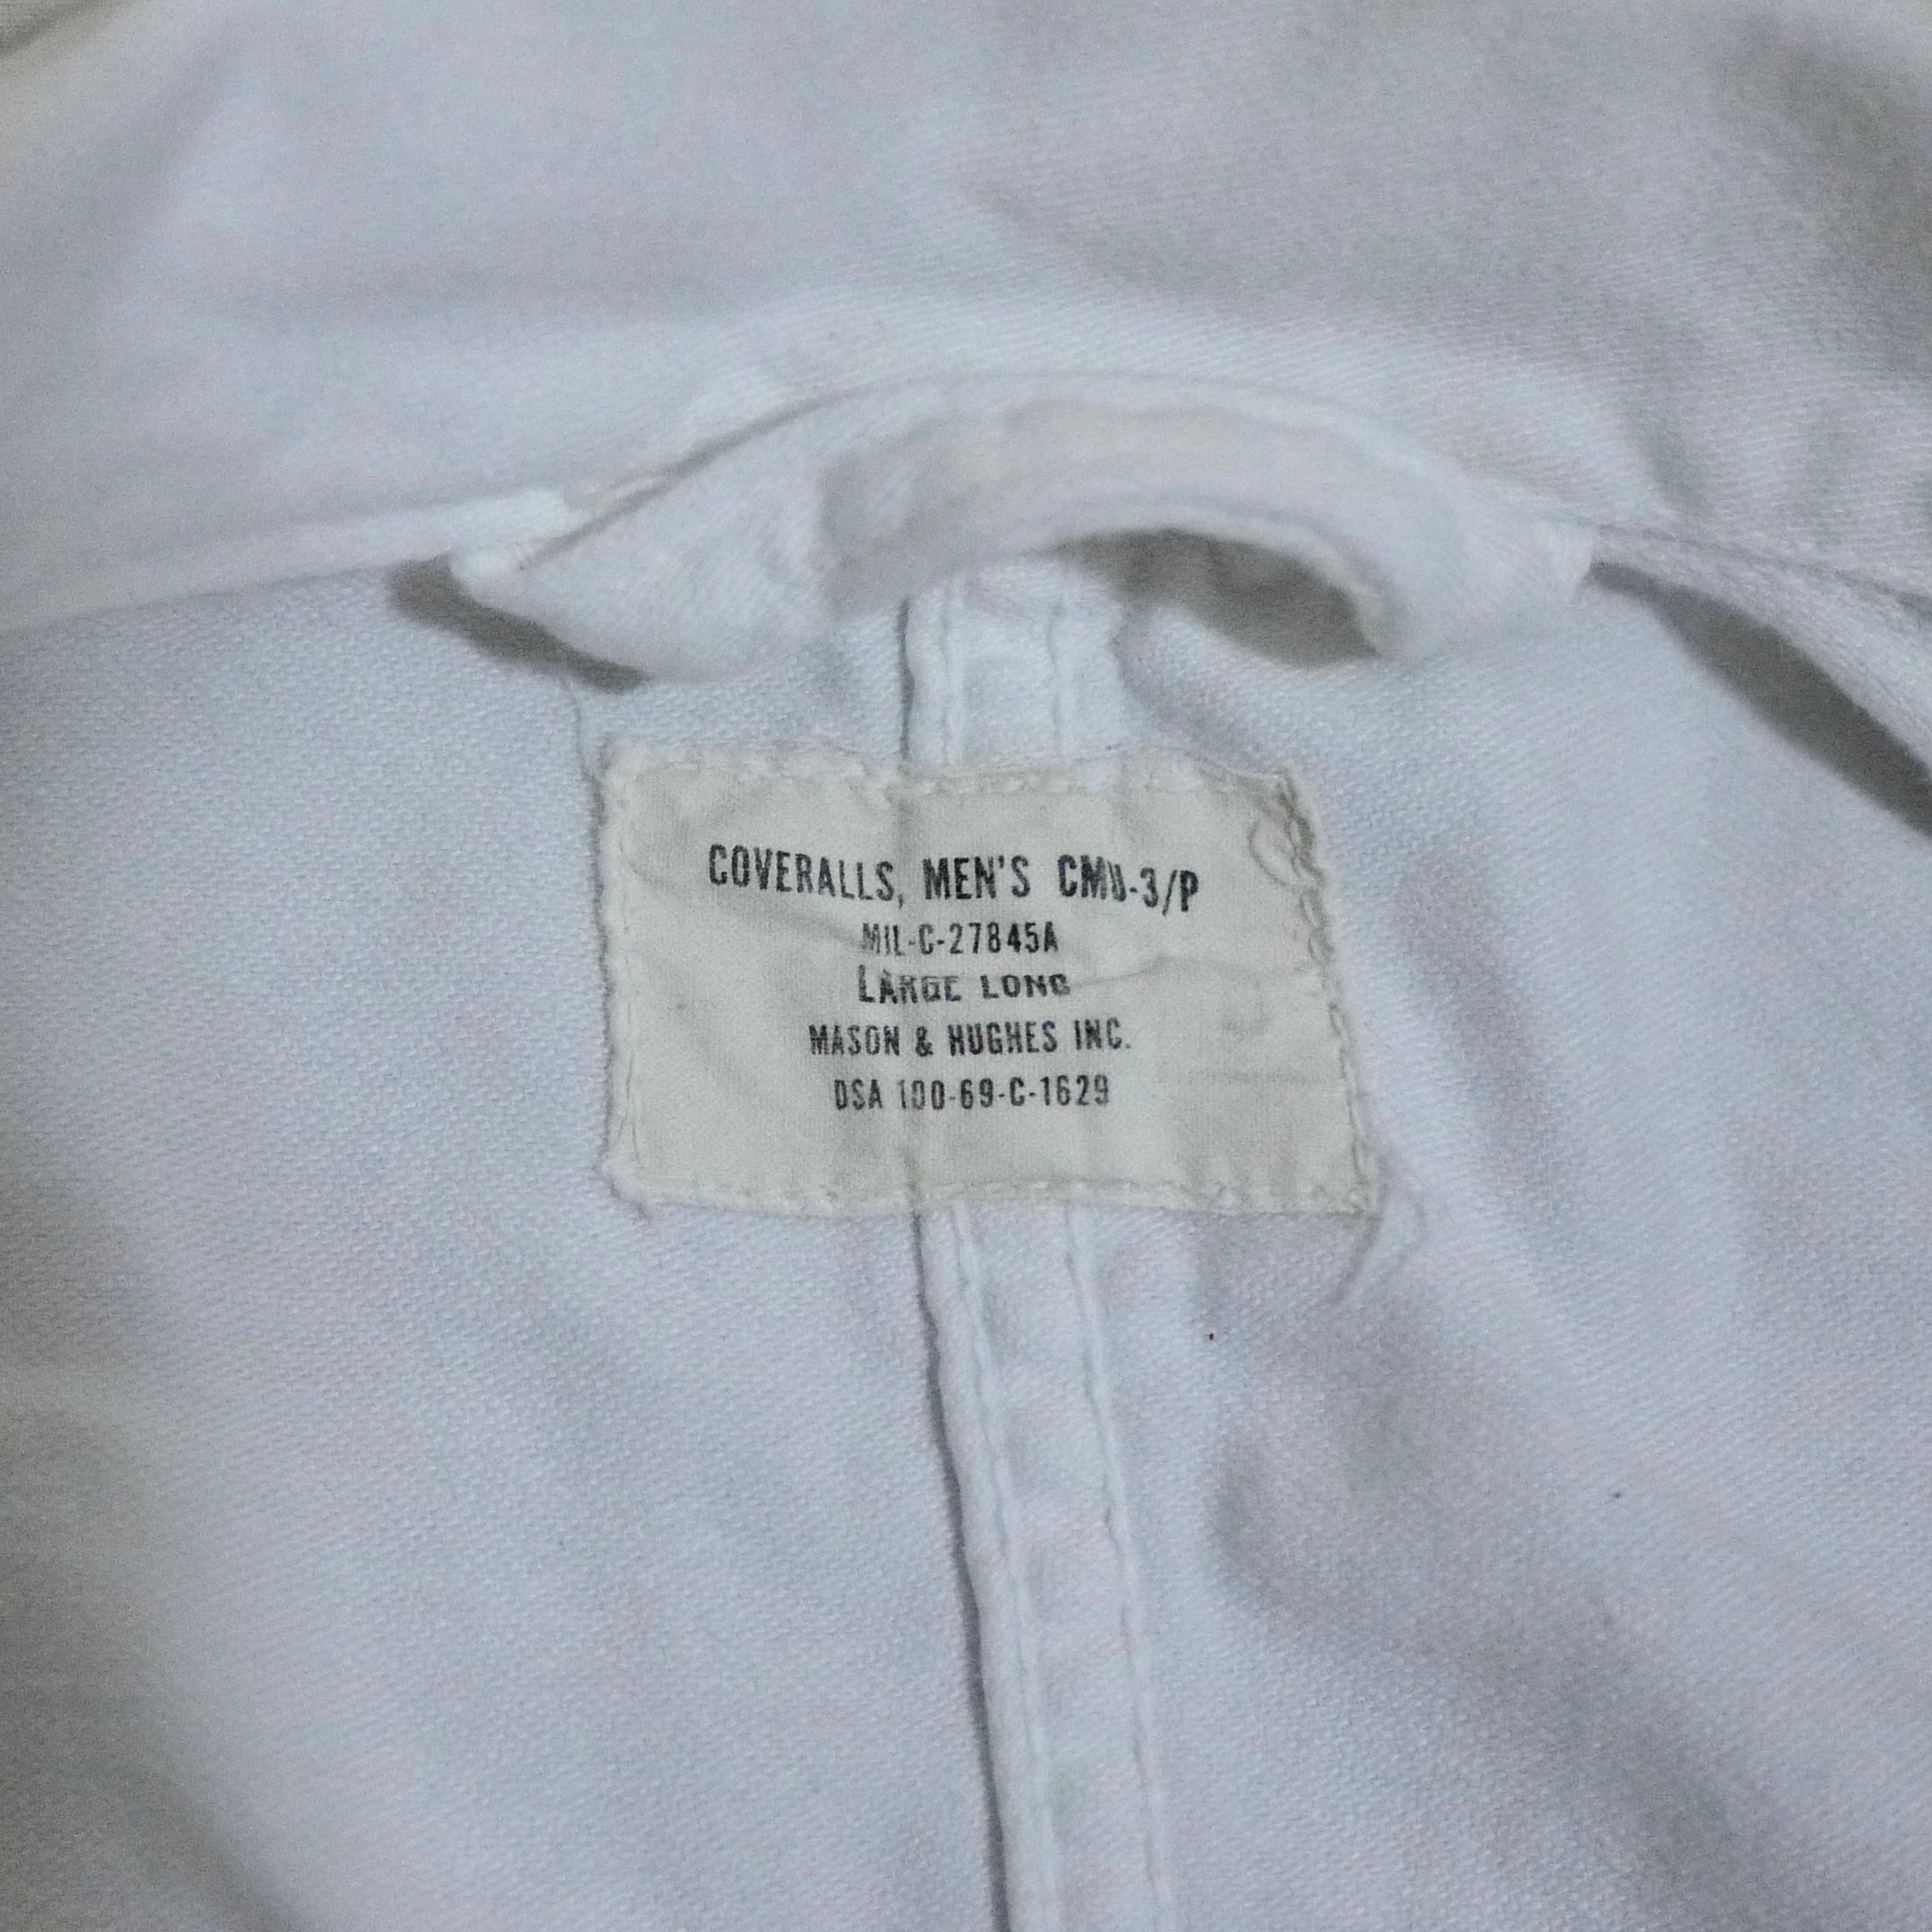 COVERALLS, MEN'S CMU-3/P
MIL-C-27845A
LARGE LONG
MASON & HUGHES INC.
DSA 100-69-C-1629